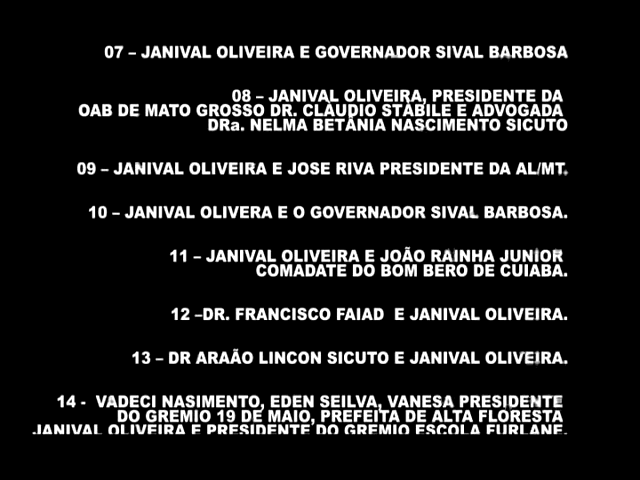 07 – JANIVAL OLIVEIRA E GOVERNADOR SIVAL BARBOSA
08 – JANIVAL OLIVEIRA, PRESIDENTE DA
OAB DE MATO GROSSO DR. CLÁUDIO STÁBILE E ADVOGADA
DRa. NELMA BETÂNIA NASCIMENTO SICUTO
09 – JANIVAL OLIVEIRA E JOSE RIVA PRESIDENTE DA AL/MT.
10 – JANIVAL OLIVERA E O GOVERNADOR SIVAL BARBOSA.
11 – JANIVAL OLIVEIRA E JOÃO RAINHA JUNIOR
COMADATE DO BOM BERO DE CUIABÁ.
12 –DR. FRANCISCO FAIAD E JANIVAL OLIVEIRA.
13 – DR ARAÃO LINCON SICUTO E JANIVAL OLIVEIRA.
14 - VADECI NASIMENTO, EDEN SEILVA, VANESA PRESIDENTE
DO GREMIO 19 DE MAIO, PREFEITA DE ALTA FLORESTA
JANIVAL OLIVEIRA E PRESIDENTE DO GREMIO ESCOLA FURLANE.